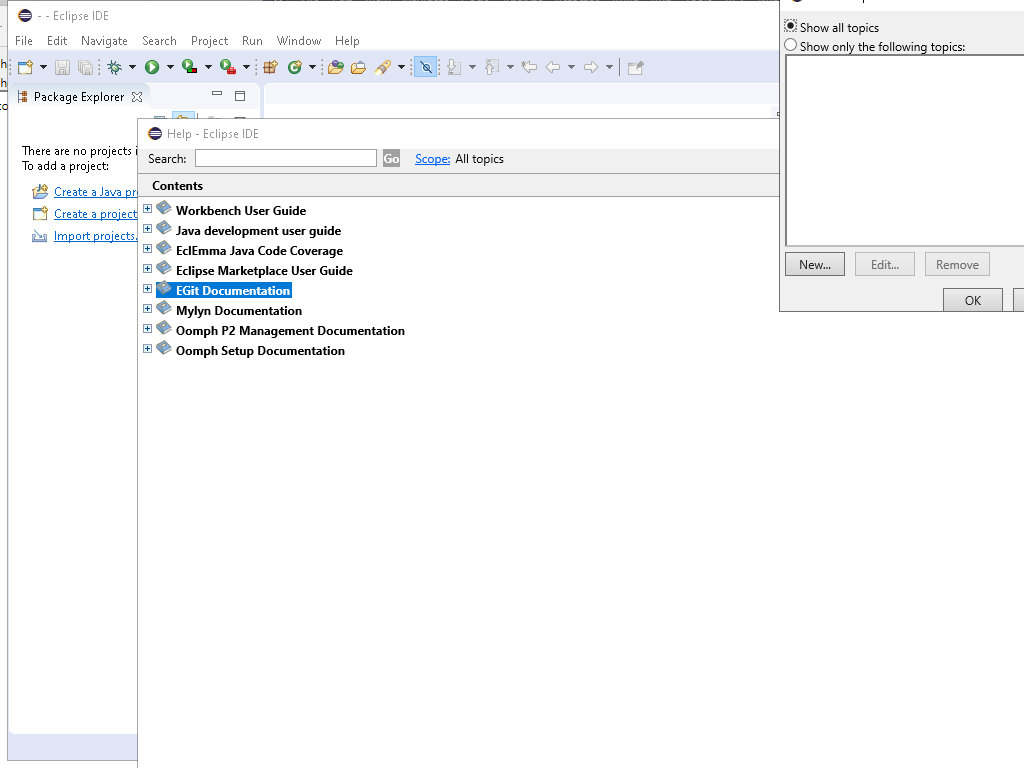 - - Eclipse IDE
File Edit Navigate Search Project Run Window Help
Package Explorer
There are no projects
To add a project:
Create a Java
Create a project
Import projects
Help - Eclipse IDE
Search:
Go
Scope: All topics
Contents
Workbench User Guide
Java development user guide
EclEmma Java Code Coverage
Eclipse Marketplace User Guide
EGit Documentation
Mylyn Documentation
Oomph P2 Management Documentation
Oomph Setup Documentation
Show all topics
Show only the following topics:
New... Edit... Remove
OK